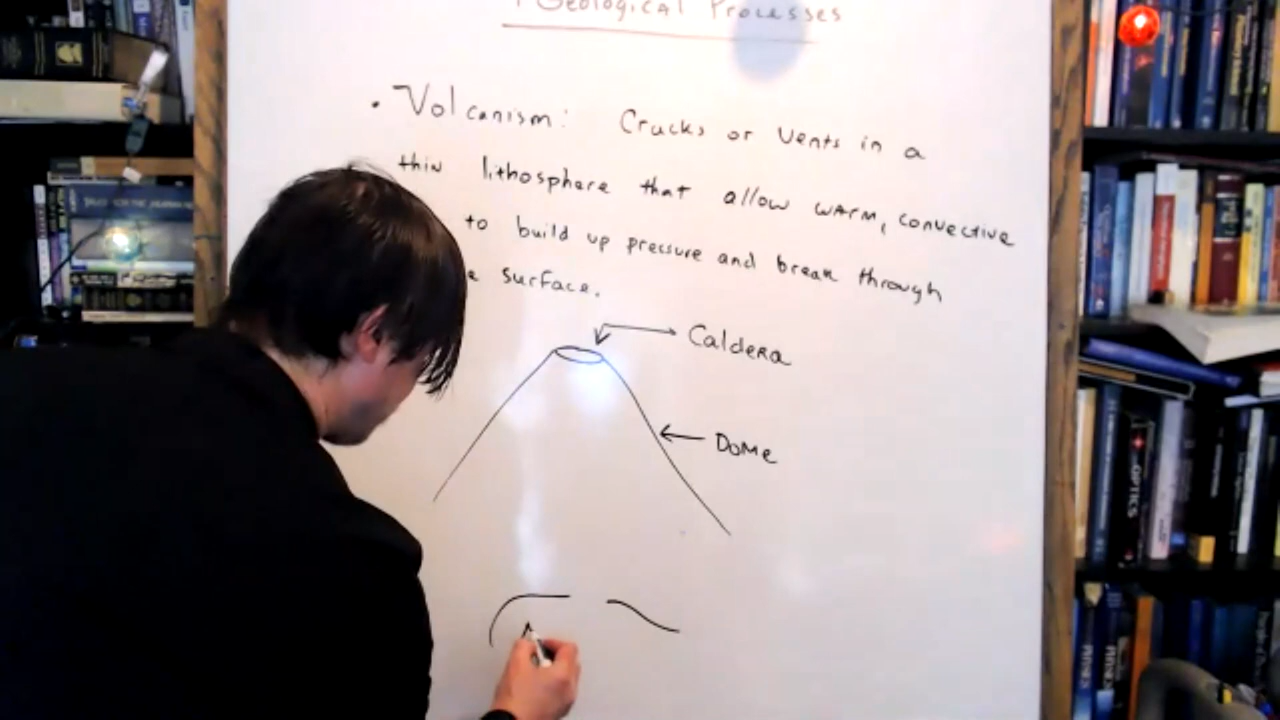 Geological Processes
• Volcanism: Cracks or Vents in a
thin lithosphere that allow warm, convective
to build up pressure and break through
surface.
Caldera
Dome
OPTICS